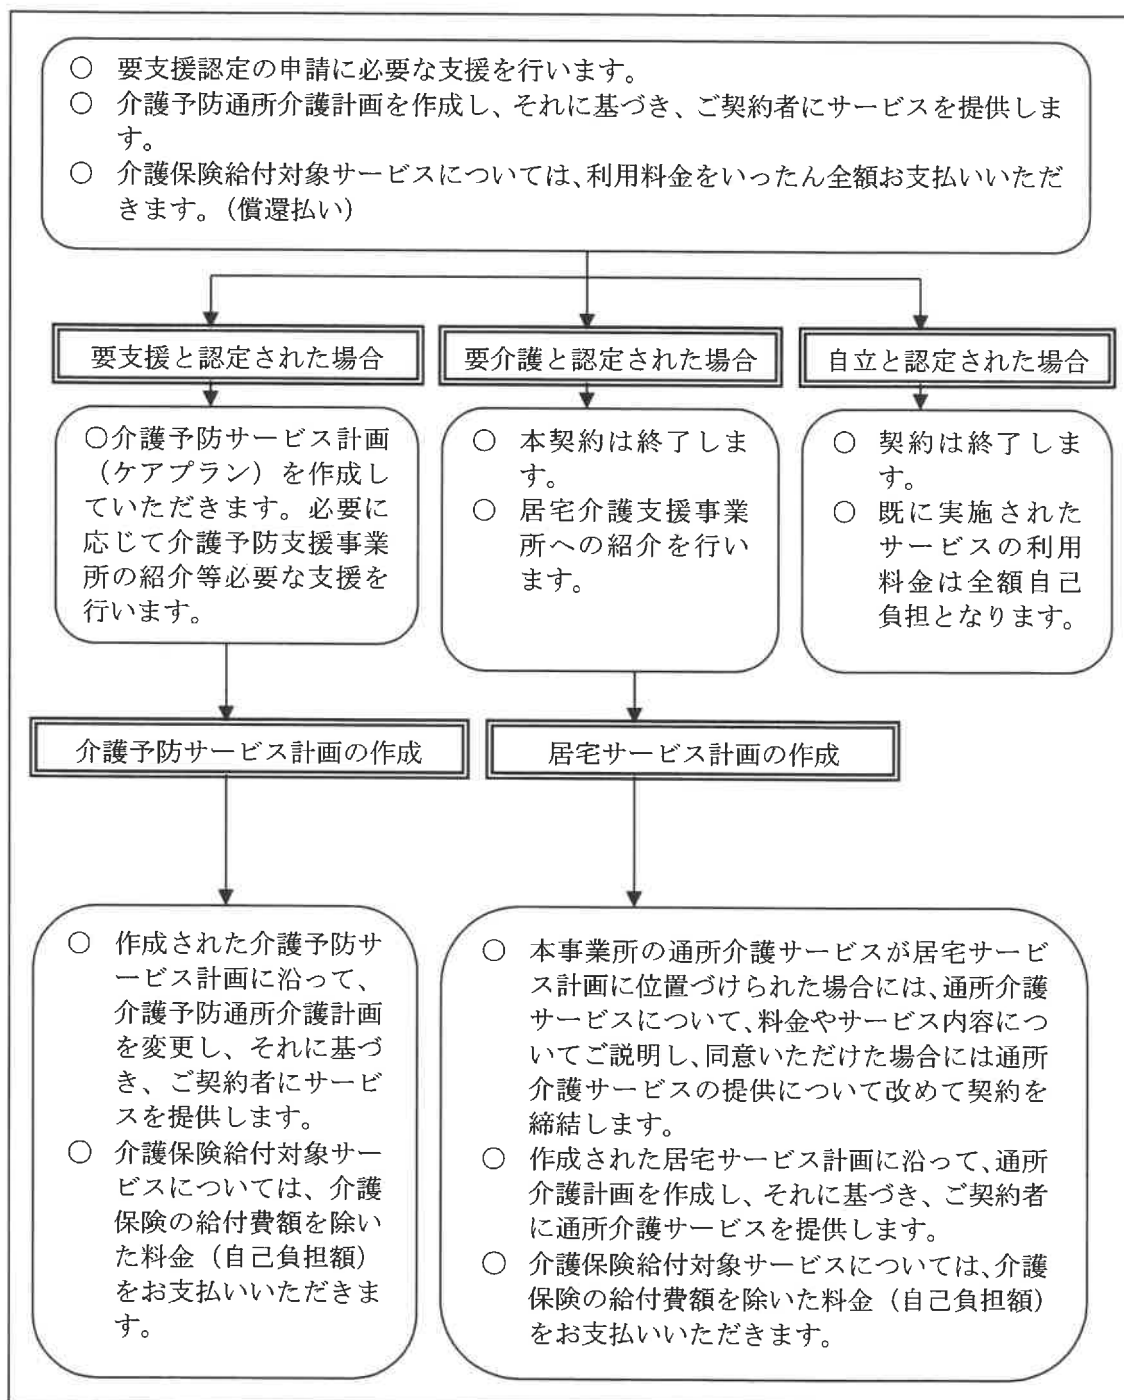 ○ 要支援認定の申請に必要な支援を行います。
○ 介護予防通所介護計画を作成し、それに基づき、ご契約者にサービスを提供しま
す。
○ 介護保険給付対象サービスについては、利用料金をいったん全額お支払いいただ
きます。（償還払い）
要支援と認定された場合
要介護と認定された場合
自立と認定された場合
○介護予防サービス計画
（ケアプラン）を作成し
ていただきます。必要に
応じて介護予防支援事業
所の紹介等必要な支援を
行います。
○ 本契約は終了しま
す。
○ 居宅介護支援事業
所への紹介を行い
ます。
○ 契約は終了しま
す。
○ 既に実施された
サービスの利用
料金は全額自己
負担となります。
介護予防サービス計画の作成
居宅サービス計画の作成
○ 作成された介護予防サ
ービス計画に沿って、
介護予防通所介護計画
を変更し、それに基づ
き、ご契約者にサービ
スを提供します。
○ 介護保険給付対象サー
ビスについては、介護
保険の給付費額を除い
た料金（自己負担額）
をお支払いいただきま
す。
○ 本事業所の通所介護サービスが居宅サービ
ス計画に位置づけられた場合には、通所介護
サービスについて、料金やサービス内容につ
いてご説明し、同意いただけた場合には通所
介護サービスの提供について改めて契約を
締結します。
○ 作成された居宅サービス計画に沿って、通所
介護計画を作成し、それに基づき、ご契約者
に通所介護サービスを提供します。
○ 介護保険給付対象サービスについては、介護
保険の給付費額を除いた料金（自己負担額）
をお支払いいただきます。